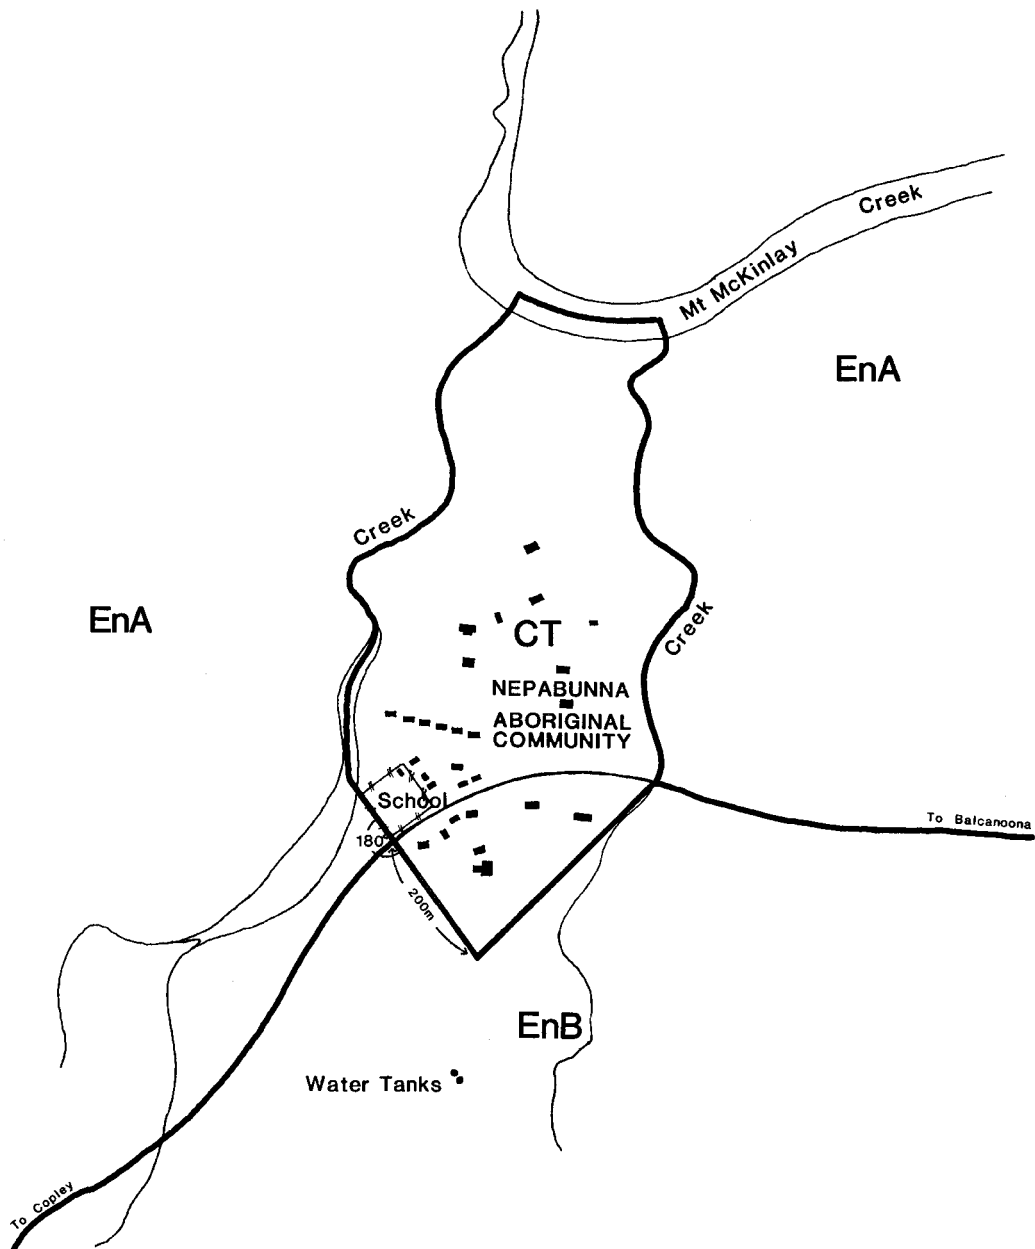 Creek
Mt McKinlay
EnA
Creek
EnA
CT
Creek
NEPABUNNA
ABORIGINAL
COMMUNITY
School
To Balcanoona
180°
200m
EnB
Water Tanks
To Copley